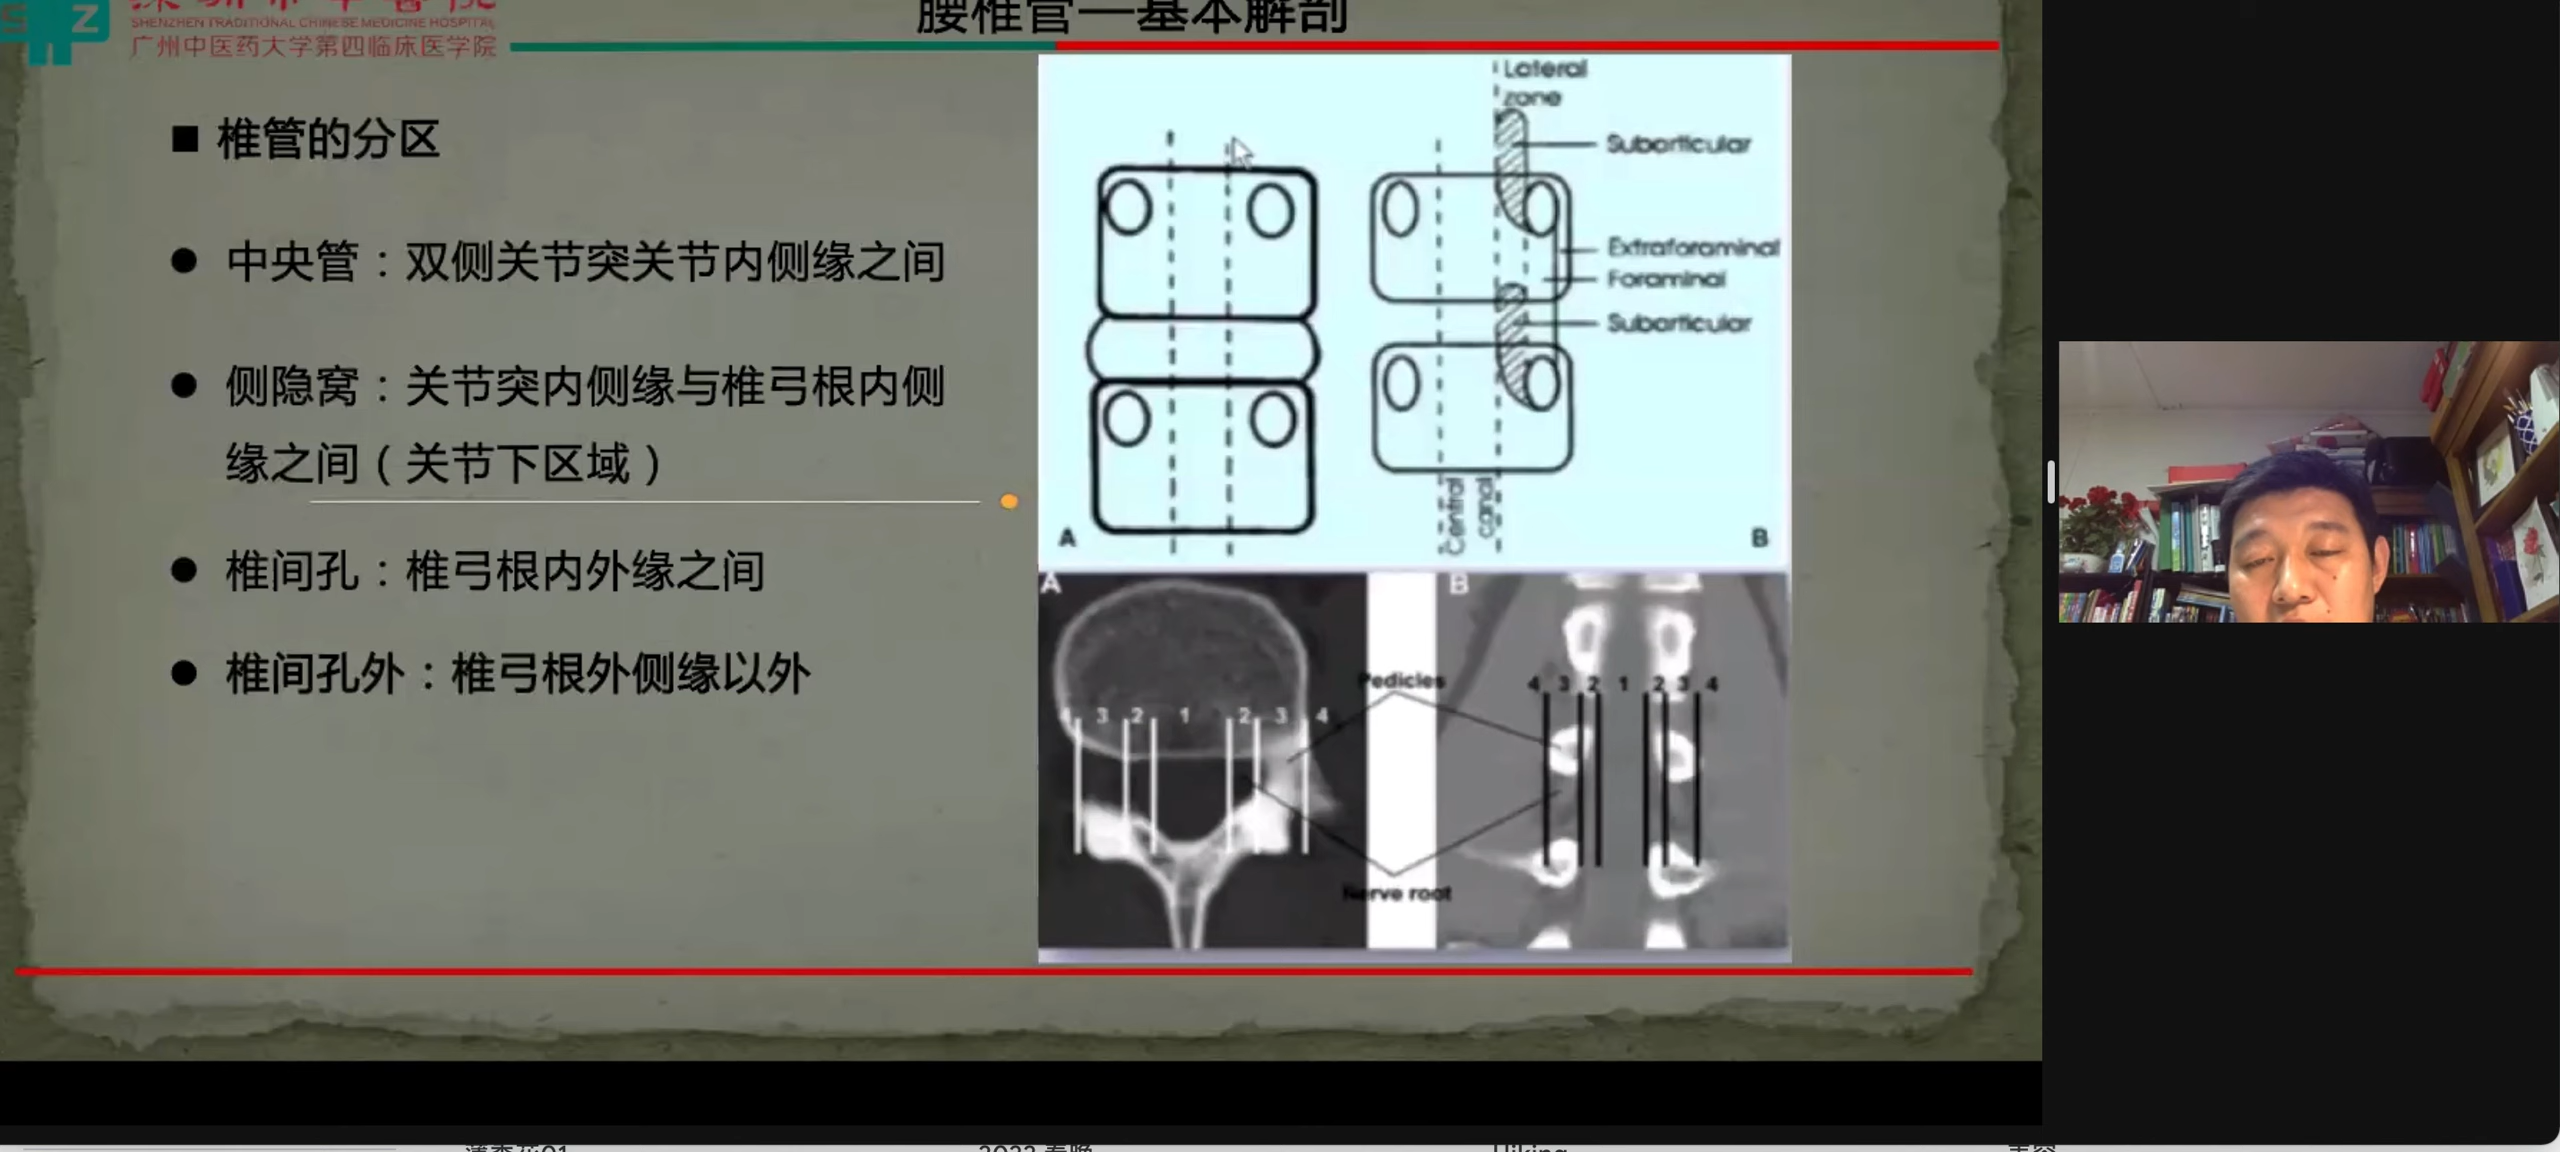 SHENZHEN TRADITIONAL CHINESE MEDICINE HOSPITAL
广州中医药大学第四临床医学院
腰椎管—基本解剖
■ 椎管的分区
● 中央管：双侧关节突关节内侧缘之间
● 侧隐窝：关节突内侧缘与椎弓根内侧
缘之间（关节下区域）
● 椎间孔：椎弓根内外缘之间
● 椎间孔外：椎弓根外侧缘以外
Lateral
zone
Subarticular
Extraforaminal
Foraminal
Subarticular
Central
canal
A
B
A
B
Pedicles
4 3 2 1 2 3 4
3 2 1 2 3 4
Nerve root